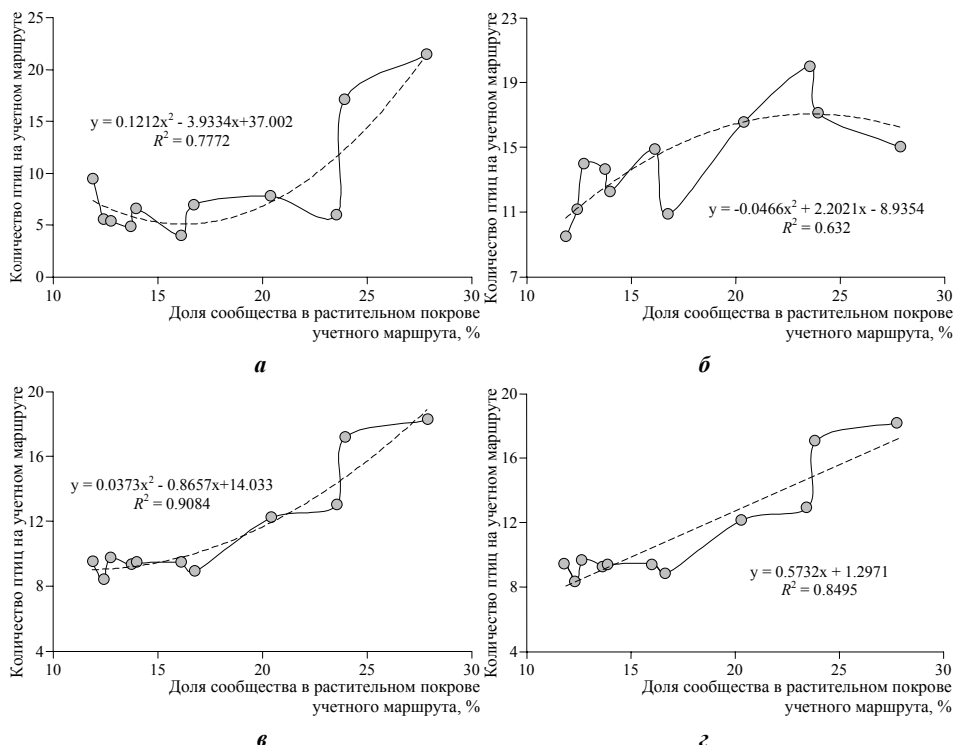 Количество птиц на учетном маршруте
25
20
15
10
5
0
y = 0.1212x² - 3.9334x+37.002
R² = 0.7772
10 15 20 25 30
Доля сообщества в растительном покрове
учетного маршрута, %
а
Количество птиц на учетном маршруте
23
19
15
11
7
y = -0.0466x² + 2.2021x - 8.9354
R² = 0.632
10 15 20 25 30
Доля сообщества в растительном покрове
учетного маршрута, %
б
Количество птиц на учетном маршруте
20
16
12
8
4
y = 0.0373x² - 0.8657x+14.033
R² = 0.9084
10 15 20 25 30
Доля сообщества в растительном покрове
учетного маршрута, %
в
Количество птиц на учетном маршруте
20
16
12
8
4
y = 0.5732x + 1.2971
R² = 0.8495
10 15 20 25 30
Доля сообщества в растительном покрове
учетного маршрута, %
г